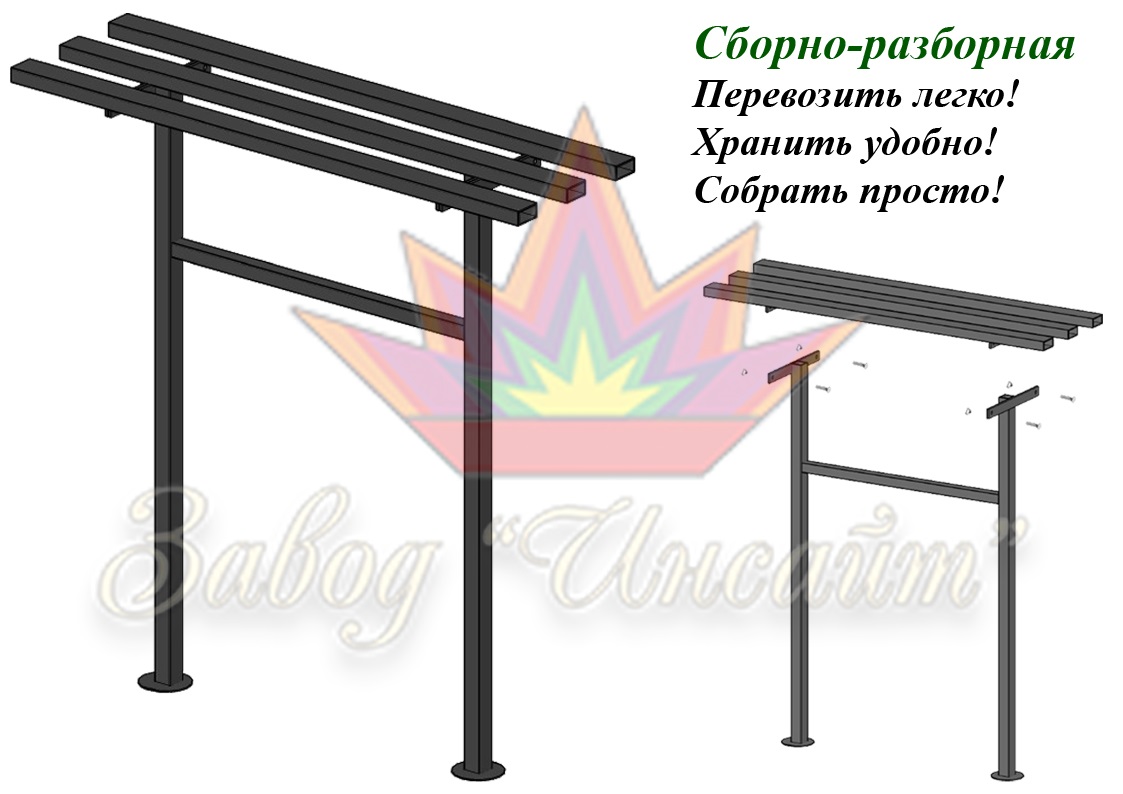 Сборно-разборная
Перевозить легко!
Хранить удобно!
Собрать просто!
Завод “Инсайт”